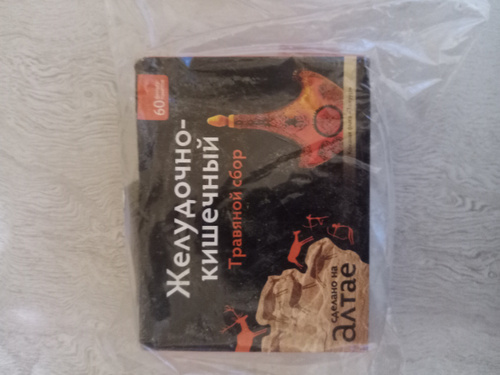 60
Желудочно-
кишечный
Травяной сбор
сделано на
алтае